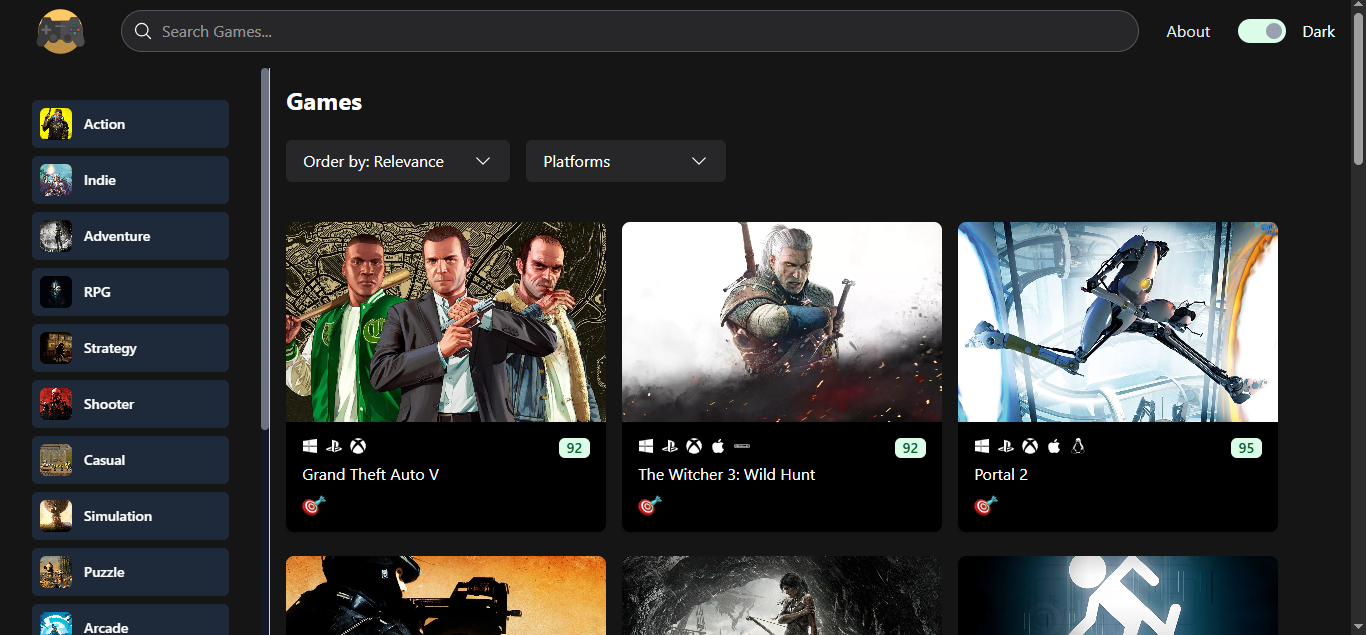 Search Games...
About
Dark
Action
Indie
Adventure
RPG
Strategy
Shooter
Casual
Simulation
Puzzle
Arcade
Games
Order by: Relevance
Platforms
92
Grand Theft Auto V
92
The Witcher 3: Wild Hunt
95
Portal 2